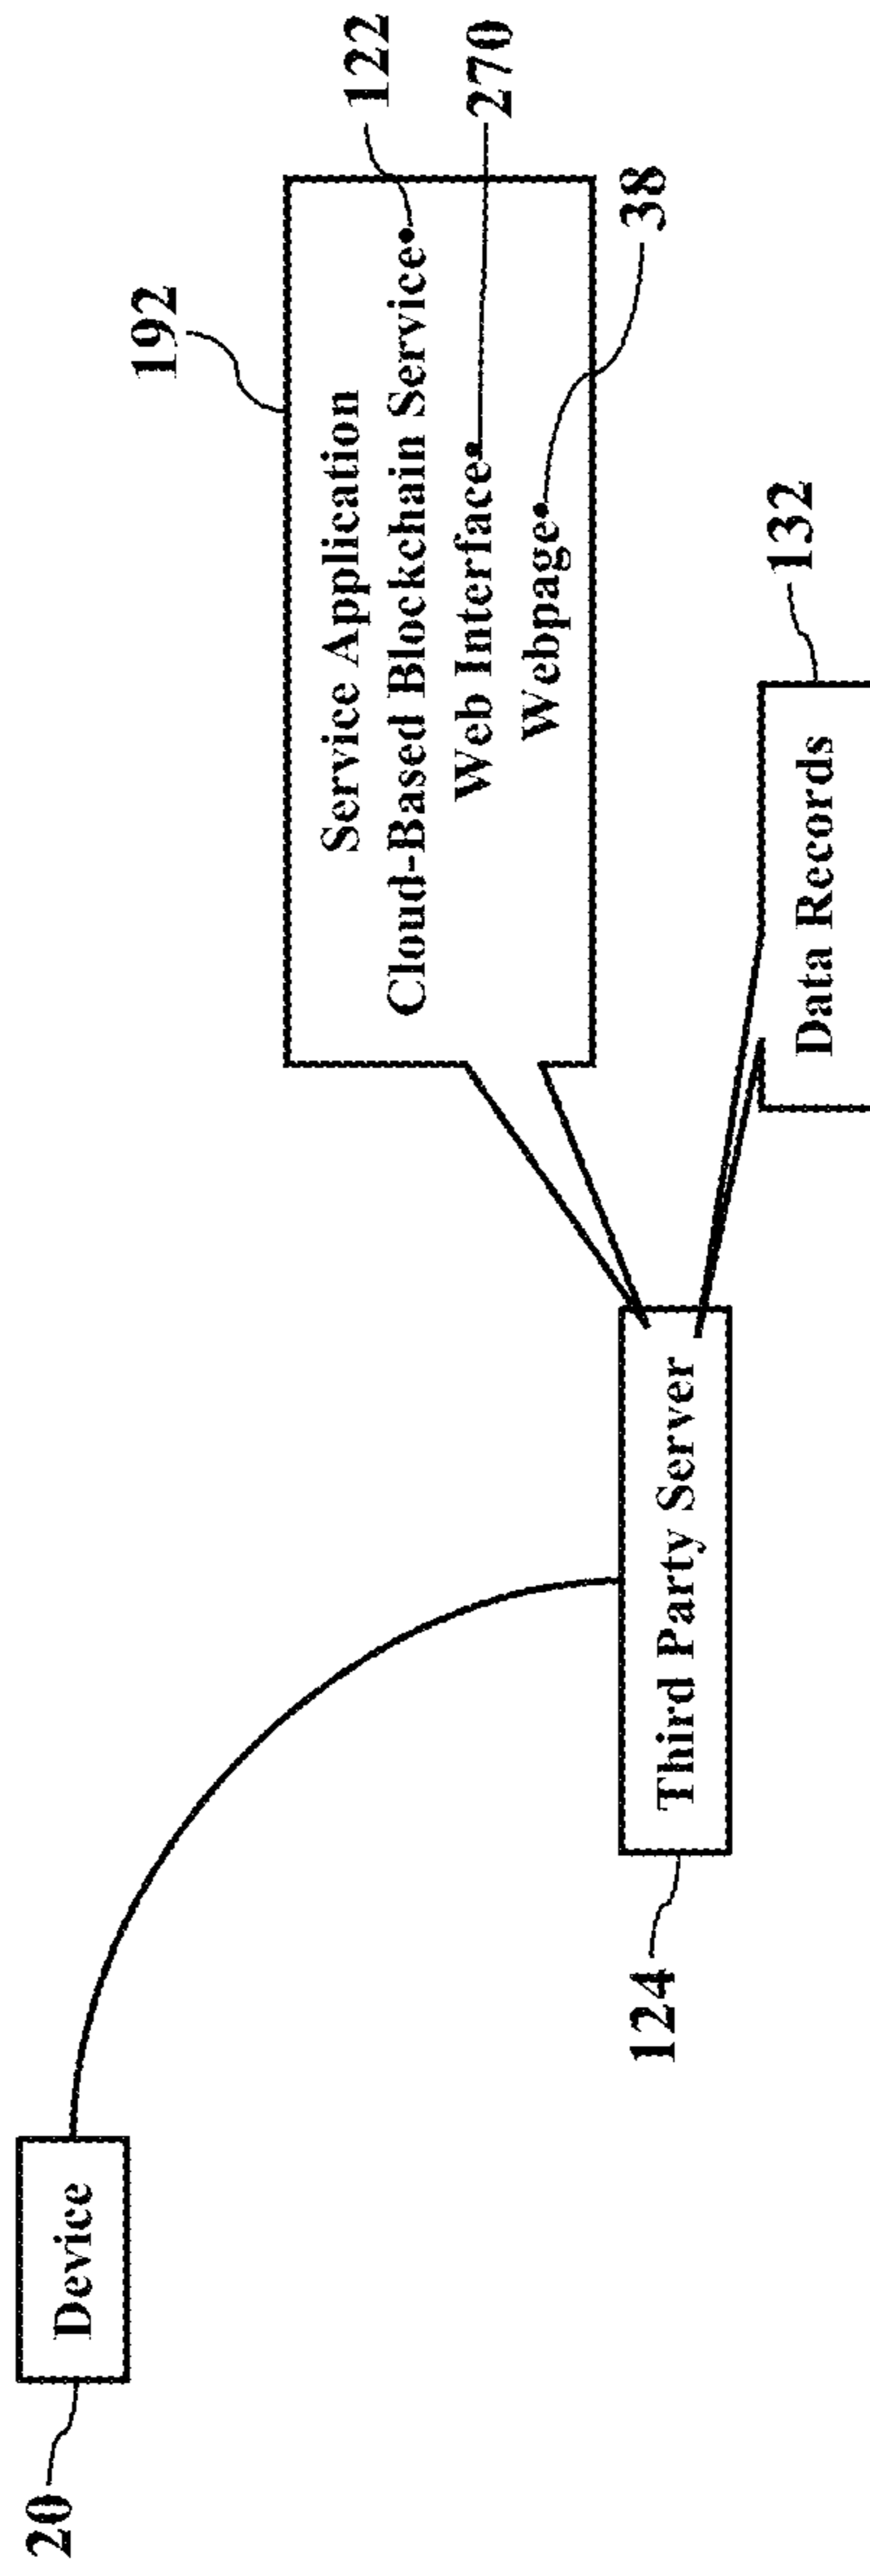 192
Service Application
Cloud-Based Blockchain Service
122
Web Interface
270
Webpage
38
Device
20
Third Party Server
124
Data Records
132